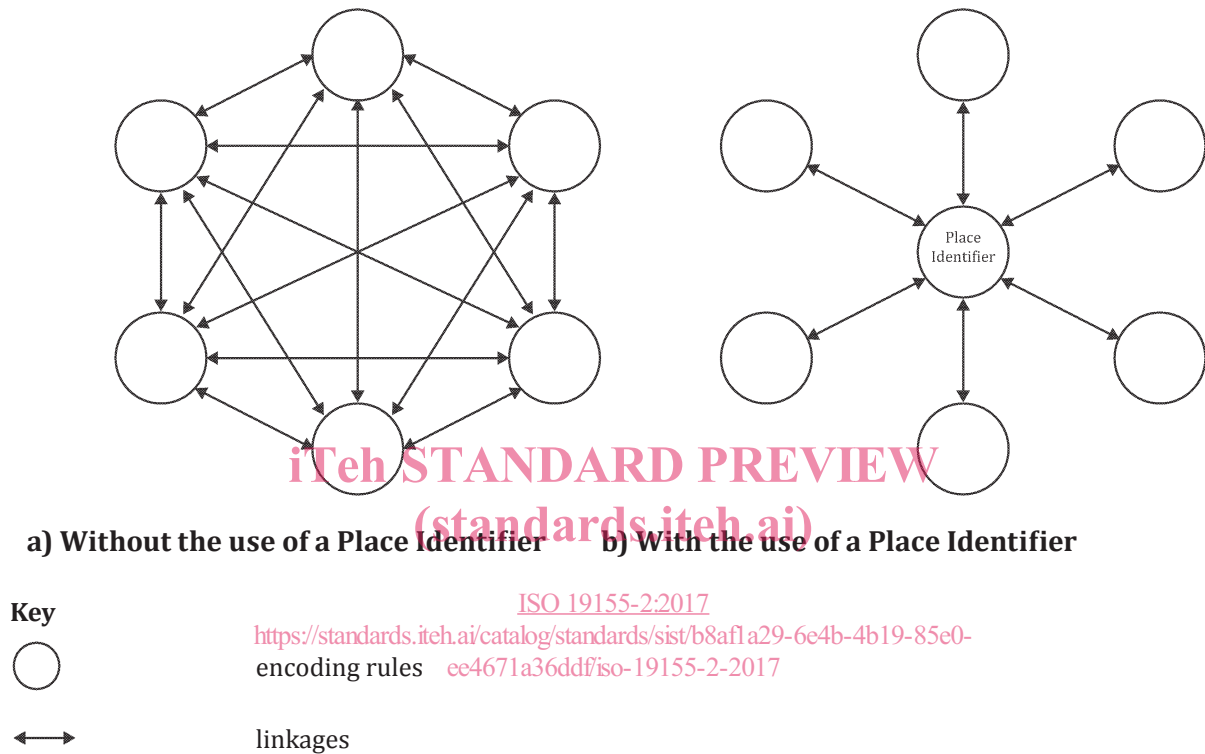 Place
Identifier
iTeh STANDARD PREVIEW
(standards.iteh.ai)
a) Without the use of a Place Identifier b) With the use of a Place Identifier
Key
ISO 19155-2:2017
https://standards.iteh.ai/catalog/standards/sist/b8af1a29-6e4b-4b19-85e0-
encoding rules ee4671a36ddf/iso-19155-2-2017
linkages